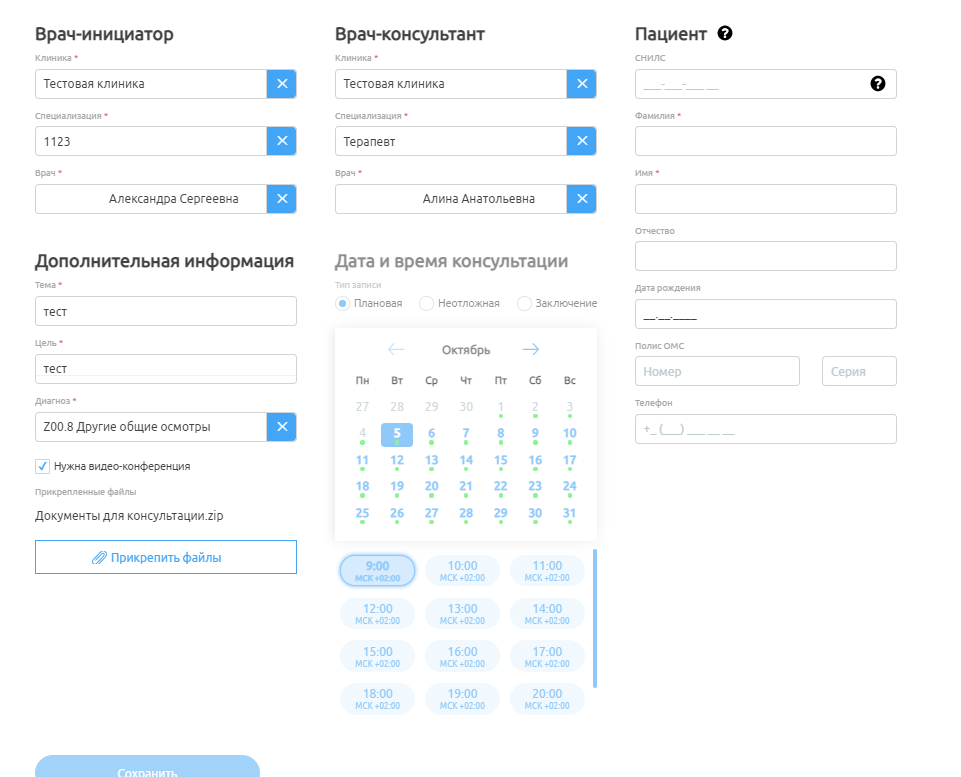 Врач-инициатор
Клиника *
Тестовая клиника
Специализация *
1123
Врач *
Александра Сергеевна
Врач-консультант
Клиника *
Тестовая клиника
Специализация *
Терапевт
Врач *
Алина Анатольевна
Пациент ?
СНИЛС
___-___-___ __ ?
Фамилия *
Имя *
Отчество
Дата рождения
__.__.____
Полис ОМС
Номер Серия
Телефон
+_ (___) ___ __ __
Дополнительная информация
Тема *
тест
Цель *
тест
Диагноз *
Z00.8 Другие общие осмотры
Нужна видео-конференция
Прикрепленные файлы
Документы для консультации.zip
Прикрепить файлы
Дата и время консультации
Тип записи
Плановая Неотложная Заключение
Октябрь
Пн Вт Ср Чт Пт Сб Вс
27 28 29 30 1 2 3
4 5 6 7 8 9 10
11 12 13 14 15 16 17
18 19 20 21 22 23 24
25 26 27 28 29 30 31
9:00 10:00 11:00
МСК +02:00 МСК +02:00 МСК +02:00
12:00 13:00 14:00
МСК +02:00 МСК +02:00 МСК +02:00
15:00 16:00 17:00
МСК +02:00 МСК +02:00 МСК +02:00
18:00 19:00 20:00
МСК +02:00 МСК +02:00 МСК +02:00
Сохранить